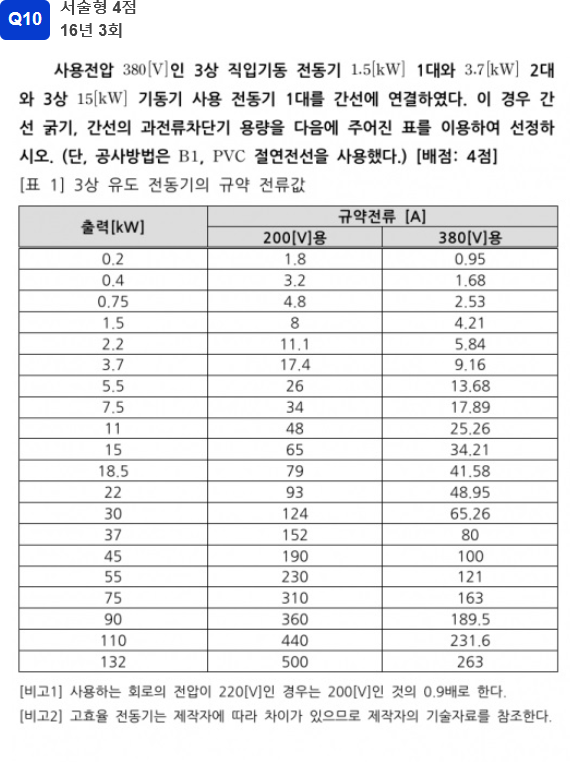 Q10
서술형 4점
16년 3회
사용전압 380[V]인 3상 직입기동 전동기 1.5[kW] 1대와 3.7[kW] 2대
와 3상 15[kW] 기동기 사용 전동기 1대를 간선에 연결하였다. 이 경우 간
선 굵기, 간선의 과전류차단기 용량을 다음에 주어진 표를 이용하여 선정하
시오. (단, 공사방법은 B1, PVC 절연전선을 사용했다.) [배점: 4점]
[표 1] 3상 유도 전동기의 규약 전류값
출력[kW] 규약전류 [A]
200[V]용 380[V]용
0.2 1.8 0.95
0.4 3.2 1.68
0.75 4.8 2.53
1.5 8 4.21
2.2 11.1 5.84
3.7 17.4 9.16
5.5 26 13.68
7.5 34 17.89
11 48 25.26
15 65 34.21
18.5 79 41.58
22 93 48.95
30 124 65.26
37 152 80
45 190 100
55 230 121
75 310 163
90 360 189.5
110 440 231.6
132 500 263
[비고1] 사용하는 회로의 전압이 220[V]인 경우는 200[V]인 것의 0.9배로 한다.
[비고2] 고효율 전동기는 제작자에 따라 차이가 있으므로 제작자의 기술자료를 참조한다.